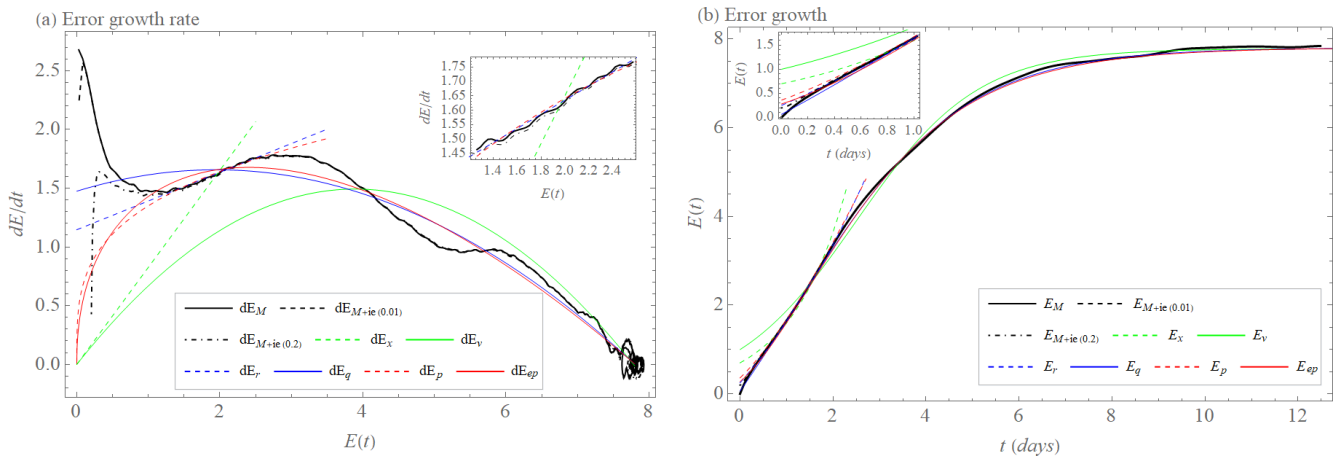 (a) Error growth rate
2.5
2.0
1.5
1.0
0.5
0.0
dE/dt
0 2 4 6 8
E(t)
1.75
1.70
1.65
1.60
1.55
1.50
1.45
dE/dt
1.4 1.6 1.8 2.0 2.2 2.4
E(t)
dE_M dE_M+ie (0.01)
dE_M+ie (0.2) dE_x dE_v
dE_r dE_q dE_p dE_ep
(b) Error growth
8
6
4
2
0
E(t)
0 2 4 6 8 10 12
t (days)
1.5
1.0
0.5
0.0
E(t)
0.0 0.2 0.4 0.6 0.8 1.0
t (days)
E_M E_M+ie (0.01)
E_M+ie (0.2) E_x E_v
E_r E_q E_p E_ep